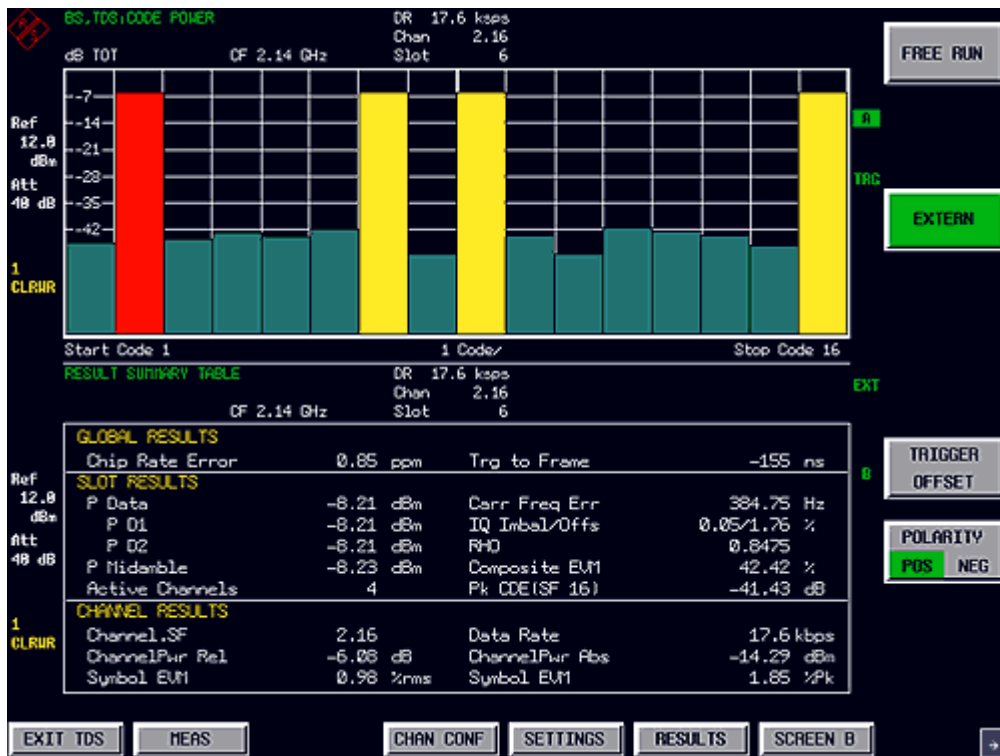 BS,TDS:CODE POWER DR 17.6 ksps
Chan 2.16
dB TOT CF 2.14 GHz Slot 6
FREE RUN
-7
Ref -14 A
12.0 -21
dBm
Att -28 TRG
40 dB -35
EXTERN
-42
1
CLRWR
Start Code 1 1 Code/ Stop Code 16
RESULT SUMMARY TABLE DR 17.6 ksps
Chan 2.16 EXT
CF 2.14 GHz Slot 6
GLOBAL RESULTS
Chip Rate Error 0.85 ppm Trg to Frame -155 ns
TRIGGER
OFFSET
Ref SLOT RESULTS B
12.0 P Data -8.21 dBm Carr Freq Err 384.75 Hz
dBm P D1 -8.21 dBm IQ Imbal/Offs 0.05/1.76 %
Att P D2 -8.21 dBm RHO 0.8475
40 dB P Midamble -8.23 dBm Composite EVM 42.42 %
POLARITY
POS NEG
Active Channels 4 Pk CDE(SF 16) -41.43 dB
CHANNEL RESULTS
1 Channel.SF 2.16 Data Rate 17.6 kbps
CLRWR ChannelPwr Rel -6.08 dB ChannelPwr Abs -14.29 dBm
Symbol EVM 0.98 %rms Symbol EVM 1.85 %Pk
EXIT TDS MEAS CHAN CONF SETTINGS RESULTS SCREEN B